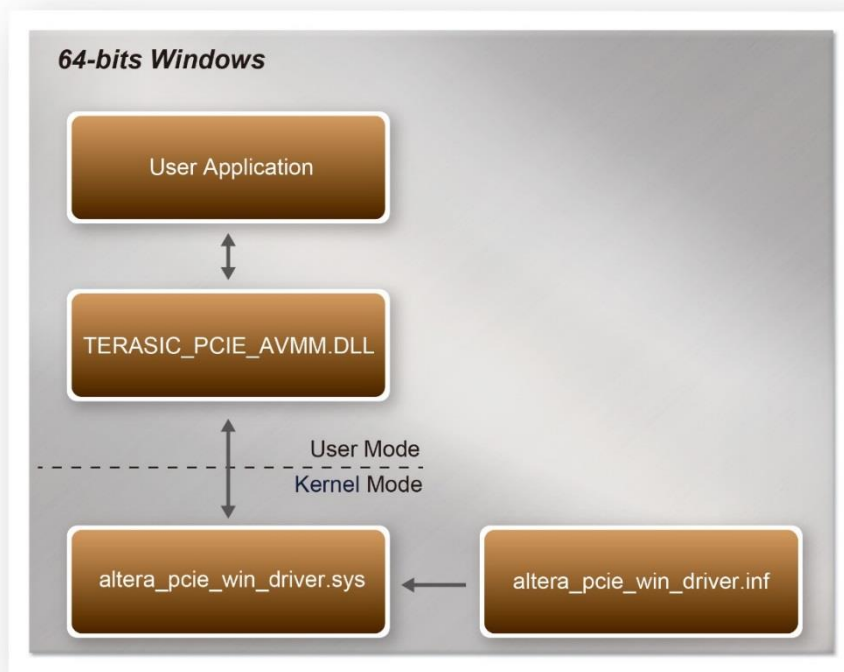 64-bits Windows
User Application
TERASIC_PCIE_AVMM.DLL
User Mode
Kernel Mode
altera_pcie_win_driver.sys
altera_pcie_win_driver.inf